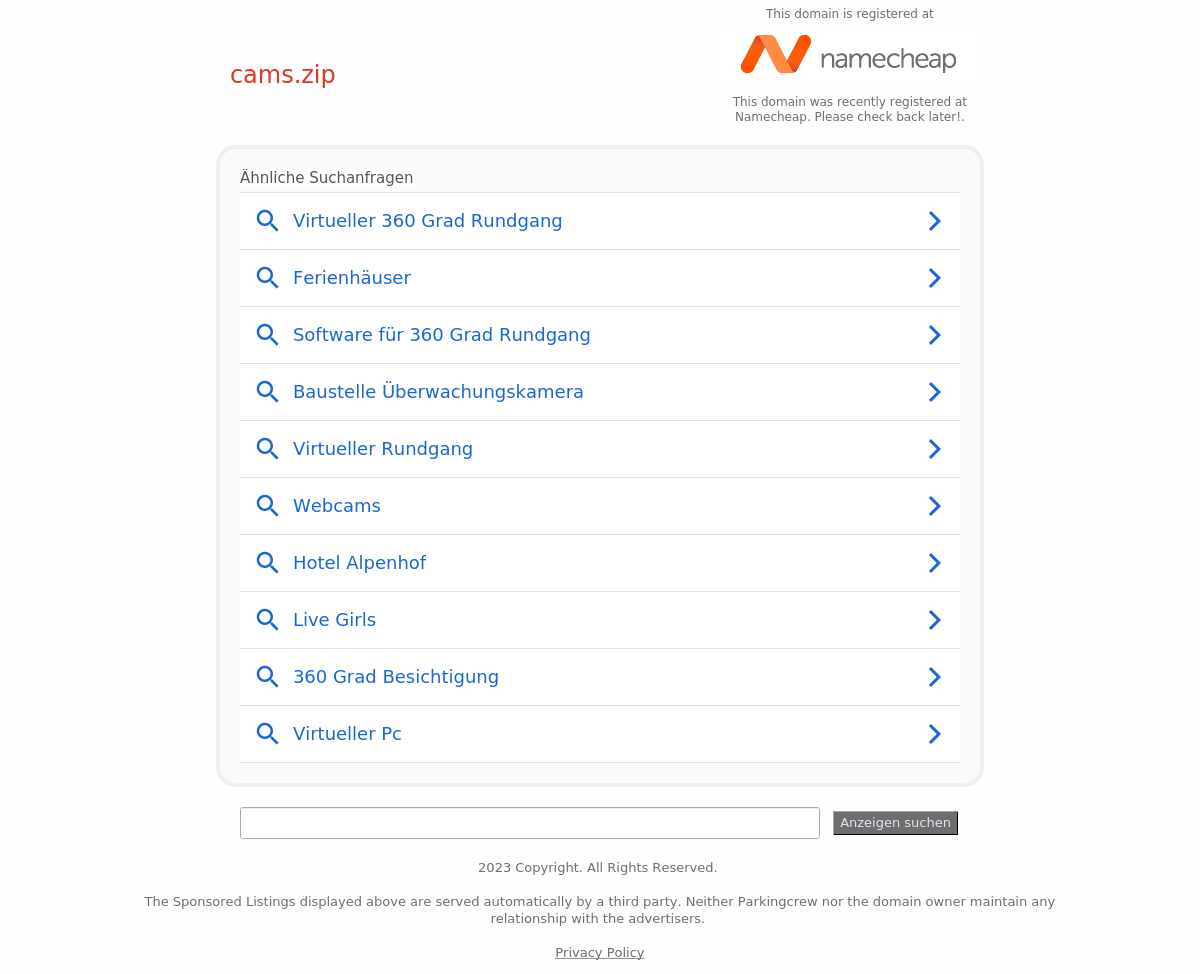 This domain is registered at
cams.zip
namecheap
This domain was recently registered at
Namecheap. Please check back later!.
Ähnliche Suchanfragen
Virtueller 360 Grad Rundgang
Ferienhäuser
Software für 360 Grad Rundgang
Baustelle Überwachungskamera
Virtueller Rundgang
Webcams
Hotel Alpenhof
Live Girls
360 Grad Besichtigung
Virtueller Pc
Anzeigen suchen
2023 Copyright. All Rights Reserved.
The Sponsored Listings displayed above are served automatically by a third party. Neither Parkingcrew nor the domain owner maintain any
relationship with the advertisers.
Privacy Policy